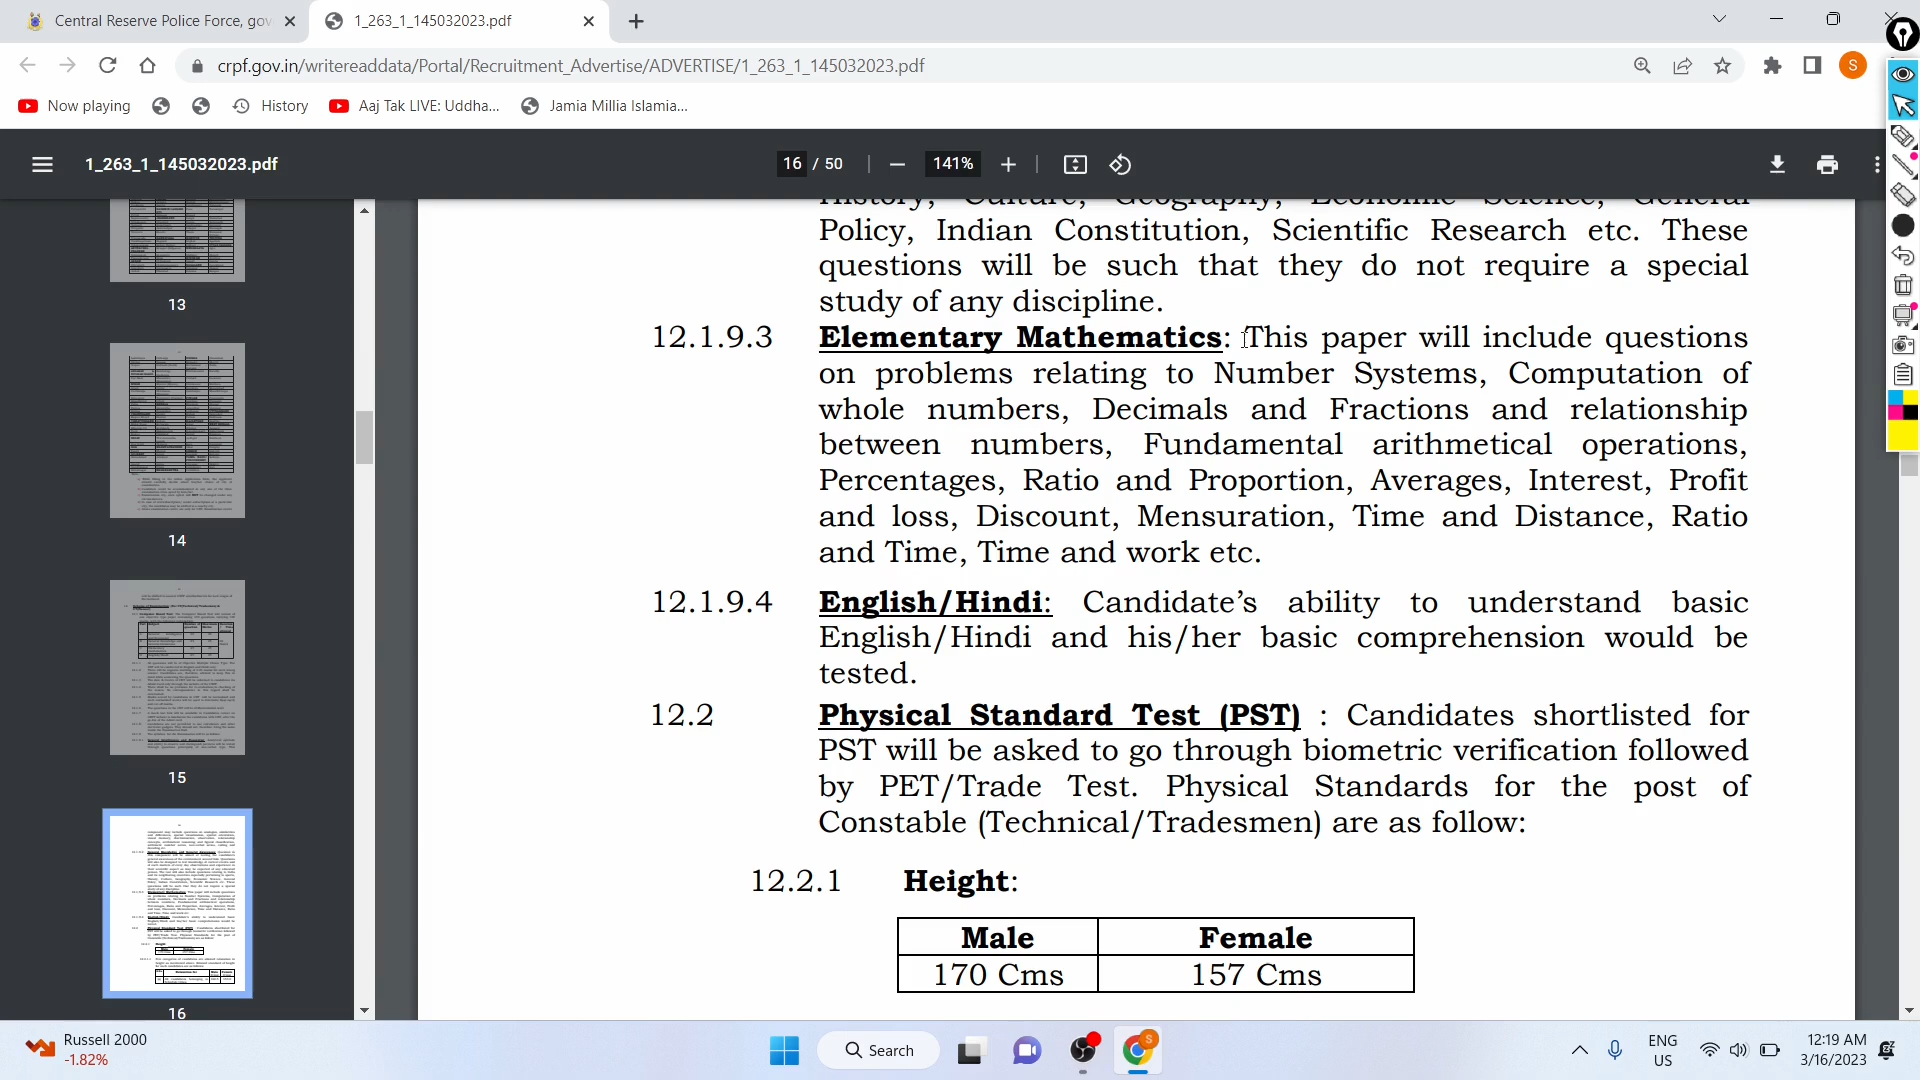 Central Reserve Police Force, gov
1_263_1_145032023.pdf
crpf.gov.in/writereaddata/Portal/Recruitment_Advertise/ADVERTISE/1_263_1_145032023.pdf
S
Now playing
History
Aaj Tak LIVE: Uddha...
Jamia Millia Islamia...
1_263_1_145032023.pdf
16 / 50
141%
13
14
15
16
History, Culture, Geography, Economic Science, General
Policy, Indian Constitution, Scientific Research etc. These
questions will be such that they do not require a special
study of any discipline.
12.1.9.3 Elementary Mathematics: This paper will include questions
on problems relating to Number Systems, Computation of
whole numbers, Decimals and Fractions and relationship
between numbers, Fundamental arithmetical operations,
Percentages, Ratio and Proportion, Averages, Interest, Profit
and loss, Discount, Mensuration, Time and Distance, Ratio
and Time, Time and work etc.
12.1.9.4 English/Hindi: Candidate's ability to understand basic
English/Hindi and his/her basic comprehension would be
tested.
12.2 Physical Standard Test (PST) : Candidates shortlisted for
PST will be asked to go through biometric verification followed
by PET/Trade Test. Physical Standards for the post of
Constable (Technical/Tradesmen) are as follow:
12.2.1 Height:
Male Female
170 Cms 157 Cms
Russell 2000
-1.82%
Search
S
ENG
US
12:19 AM
3/16/2023